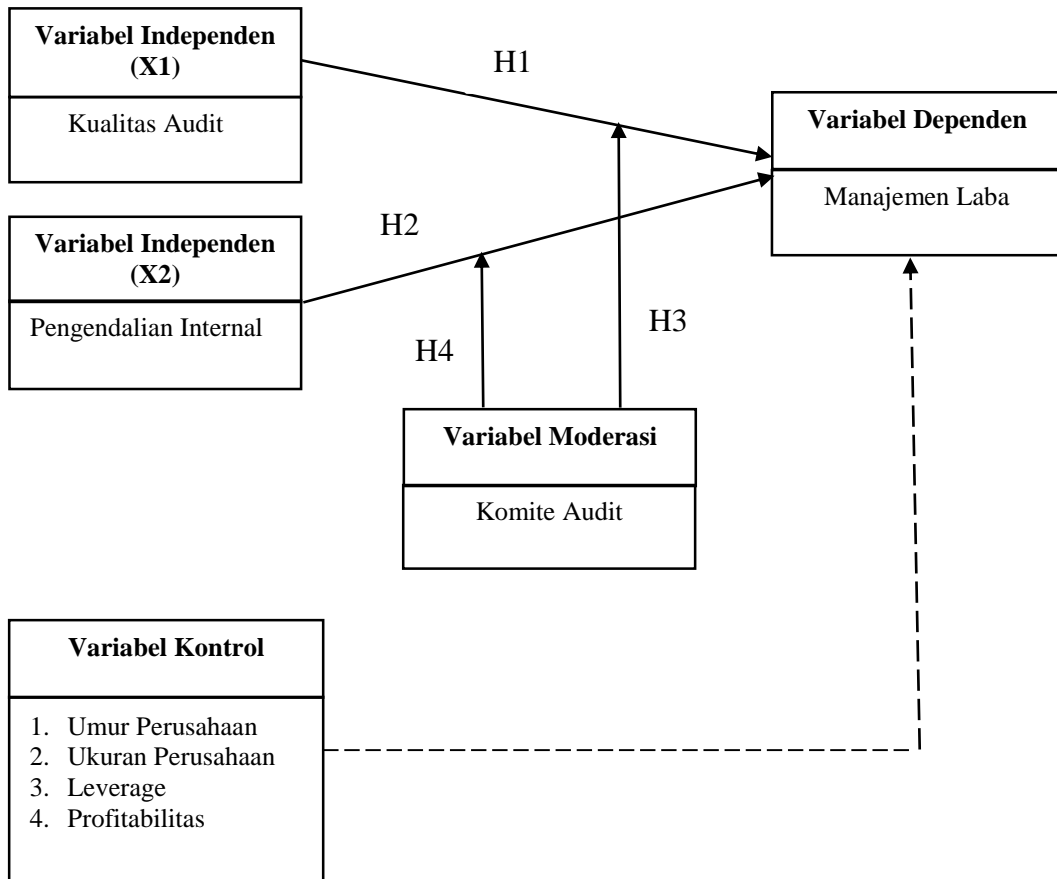 Variabel Independen
(X1)
Kualitas Audit
H1
Variabel Dependen
Manajemen Laba
Variabel Independen
(X2)
Pengendalian Internal
H2
H3
H4
Variabel Moderasi
Komite Audit
Variabel Kontrol
1. Umur Perusahaan
2. Ukuran Perusahaan
3. Leverage
4. Profitabilitas